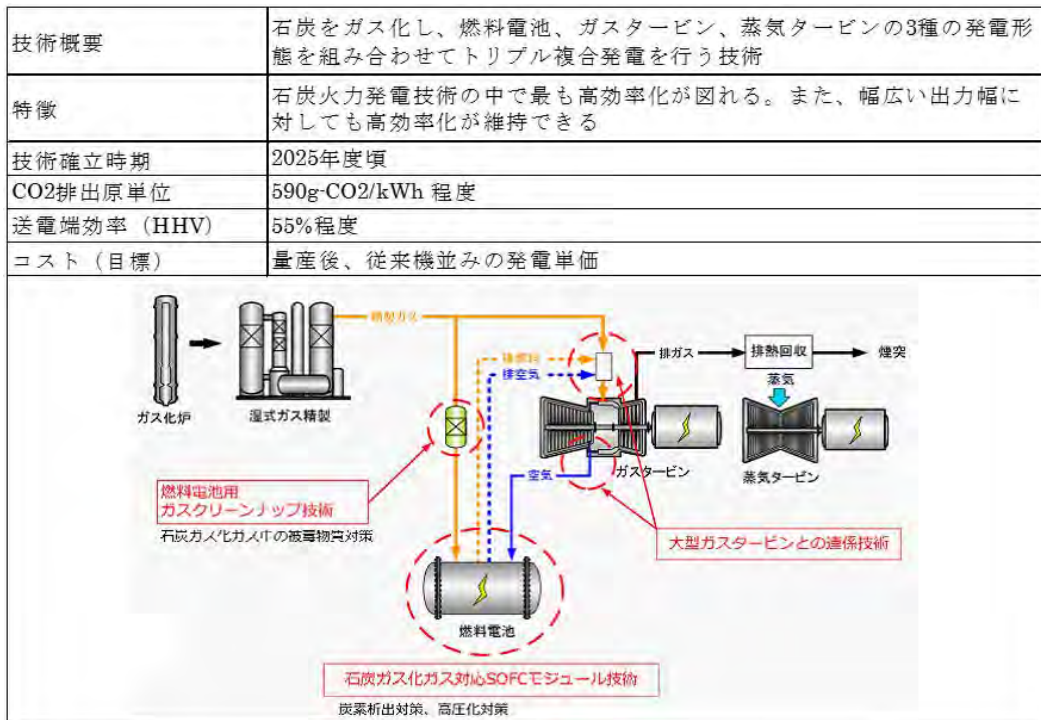 技術概要
石炭をガス化し、燃料電池、ガスタービン、蒸気タービンの3種の発電形
態を組み合わせてトリプル複合発電を行う技術
特徴
石炭火力発電技術の中で最も高効率化が図れる。また、幅広い出力幅に
対しても高効率化が維持できる
技術確立時期
2025年度頃
CO2排出原単位
590g-CO2/kWh 程度
送電端効率（HHV）
55%程度
コスト（目標）
量産後、従来機並みの発電単価
精製ガス
排燃料
排空気
排ガス
排熱回収
煙突
蒸気
ガス化炉
湿式ガス精製
ガスタービン
蒸気タービン
空気
燃料電池用
ガスクリーンナップ技術
石炭ガス化ガス中の被毒物質対策
大型ガスタービンとの連係技術
燃料電池
石炭ガス化ガス対応SOFCモジュール技術
炭素析出対策、高圧化対策